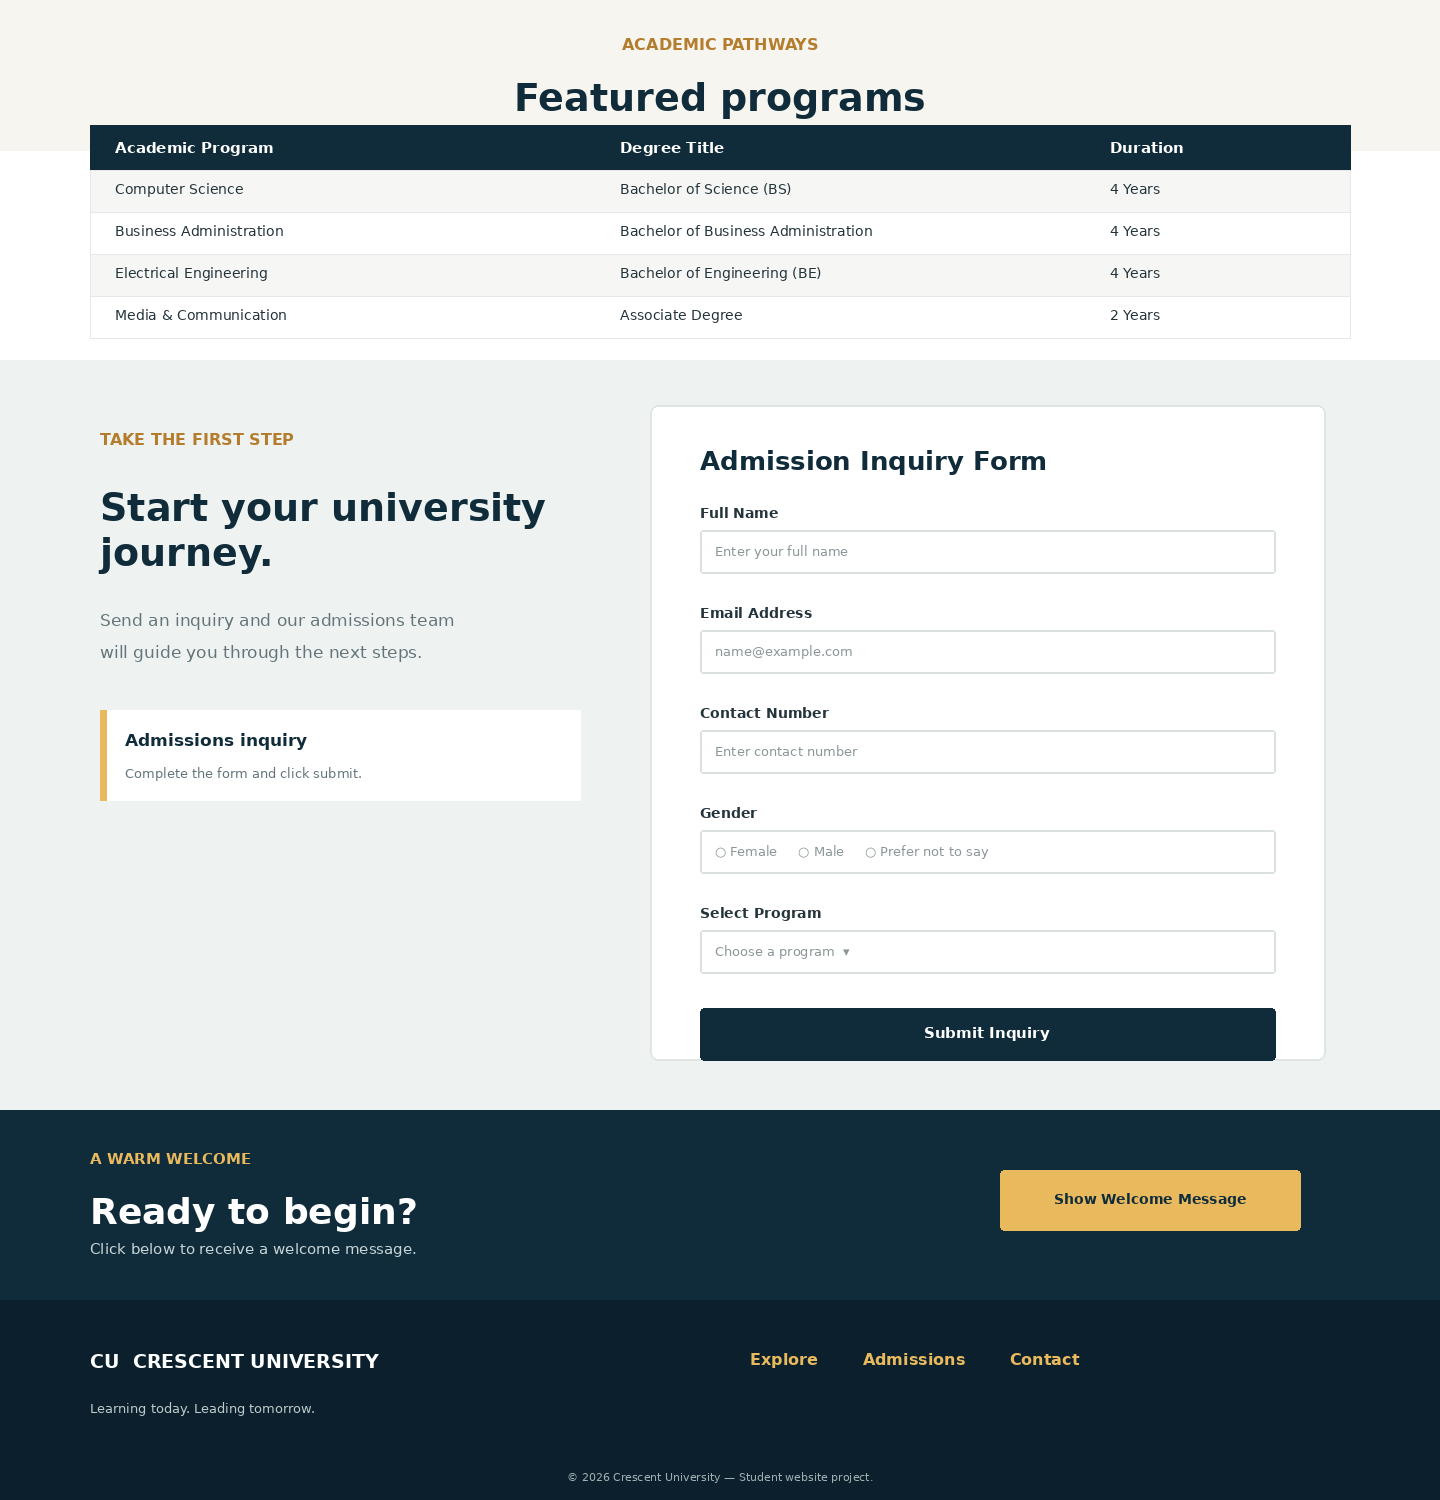 ACADEMIC PATHWAYS
Featured programs
Academic Program Degree Title Duration
Computer Science Bachelor of Science (BS) 4 Years
Business Administration Bachelor of Business Administration 4 Years
Electrical Engineering Bachelor of Engineering (BE) 4 Years
Media & Communication Associate Degree 2 Years
TAKE THE FIRST STEP
Start your university
journey.
Send an inquiry and our admissions team
will guide you through the next steps.
Admissions inquiry
Complete the form and click submit.
Admission Inquiry Form
Full Name
Enter your full name
Email Address
name@example.com
Contact Number
Enter contact number
Gender
○ Female ○ Male ○ Prefer not to say
Select Program
Choose a program ▾
Submit Inquiry
A WARM WELCOME
Ready to begin?
Click below to receive a welcome message.
Show Welcome Message
CU CRESCENT UNIVERSITY
Learning today. Leading tomorrow.
Explore Admissions Contact
© 2026 Crescent University — Student website project.